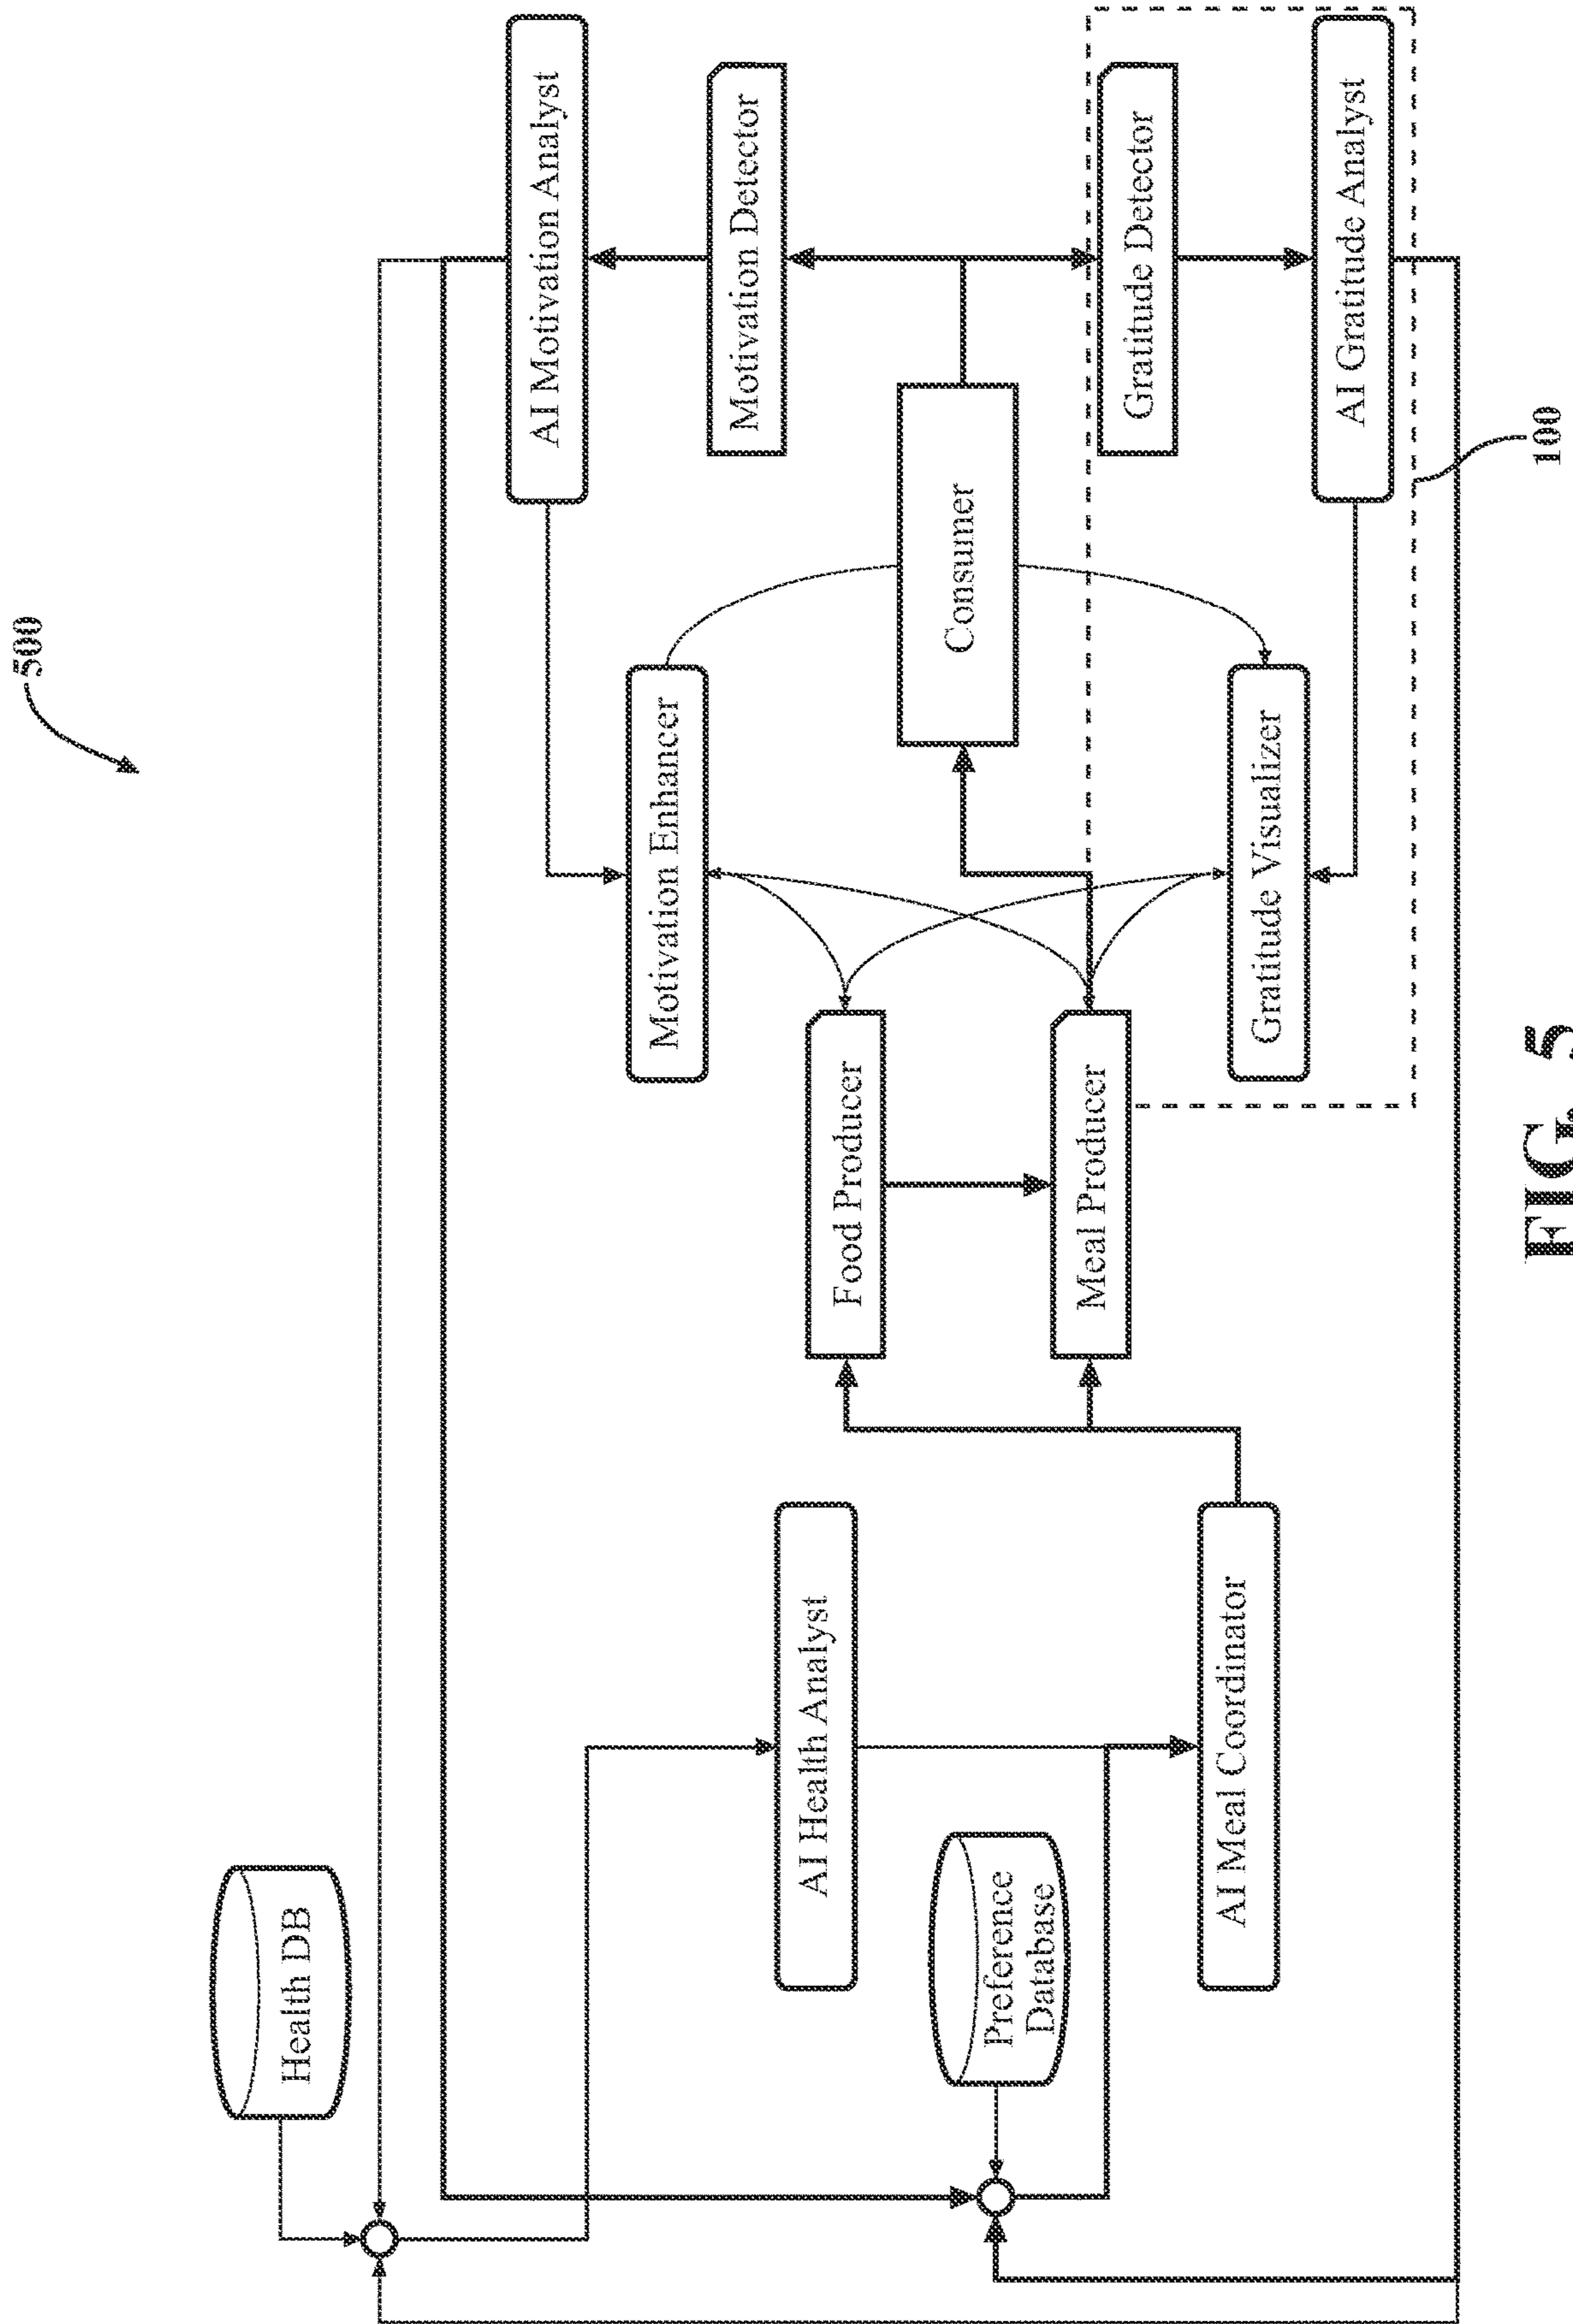 500
Health DB
AI Motivation Analyst
Motivation Enhancer
Motivation Detector
AI Health Analyst
Food Producer
Consumer
Preference
Database
Meal Producer
Gratitude Detector
AI Meal Coordinator
Gratitude Visualizer
AI Gratitude Analyst
100
FIG. 5